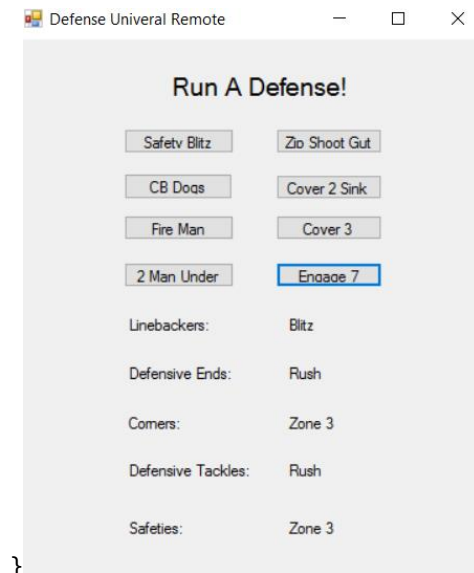 Defense Univeral Remote
Run A Defense!
Safety Blitz Zip Shoot Gut
CB Dogs Cover 2 Sink
Fire Man Cover 3
2 Man Under Engage 7
Linebackers: Blitz
Defensive Ends: Rush
Corners: Zone 3
Defensive Tackles: Rush
Safeties: Zone 3
}